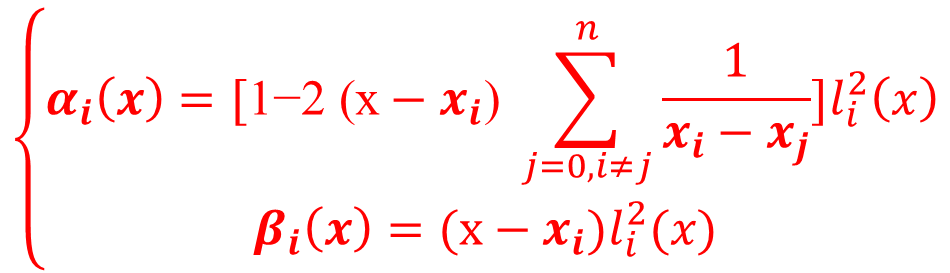 𝜶ᵢ(𝒙) = [1−2 (x − 𝒙ᵢ) ∑_{j=0,i≠j}^{n} 1/(𝒙ᵢ − 𝒙ⱼ)]lᵢ²(x)
𝜷ᵢ(𝒙) = (x − 𝒙ᵢ)lᵢ²(x)